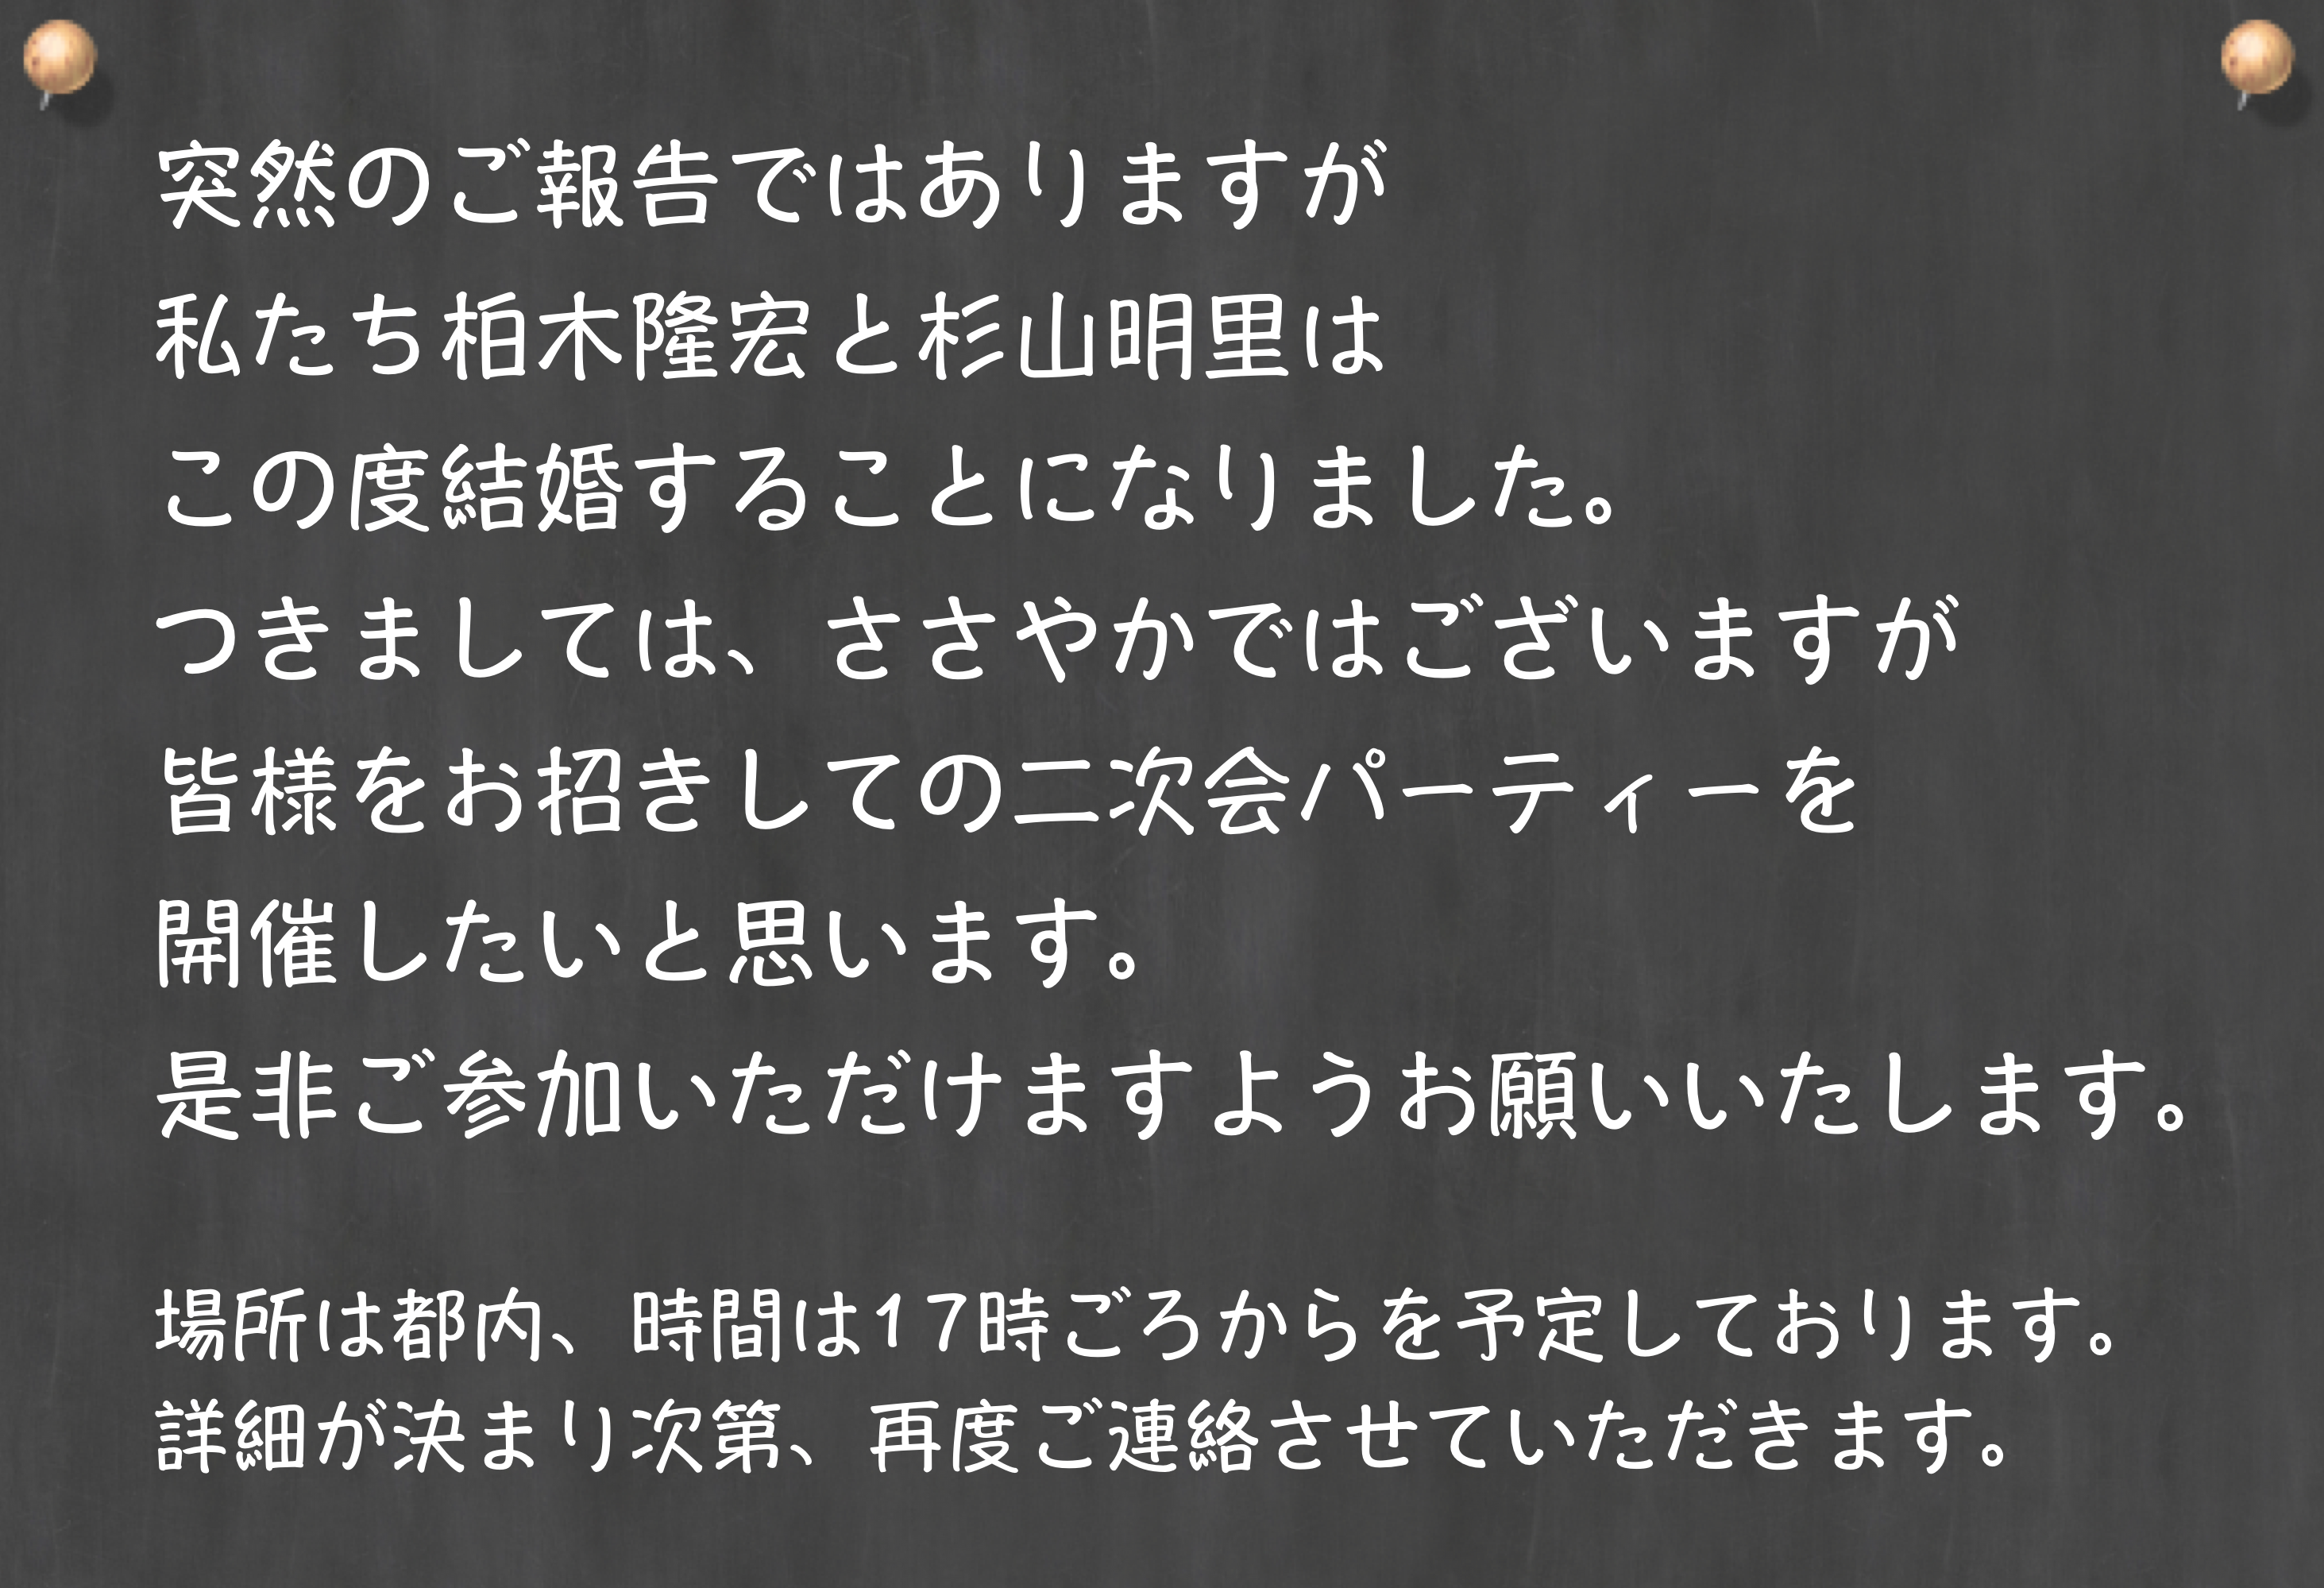 突然のご報告ではありますが
私たち柏木隆宏と杉山明里は
この度結婚することになりました。
つきましては、ささやかではございますが
皆様をお招きしての二次会パーティーを
開催したいと思います。
是非ご参加いただけますようお願いいたします。
場所は都内、時間は17時ごろからを予定しております。
詳細が決まり次第、再度ご連絡させていただきます。